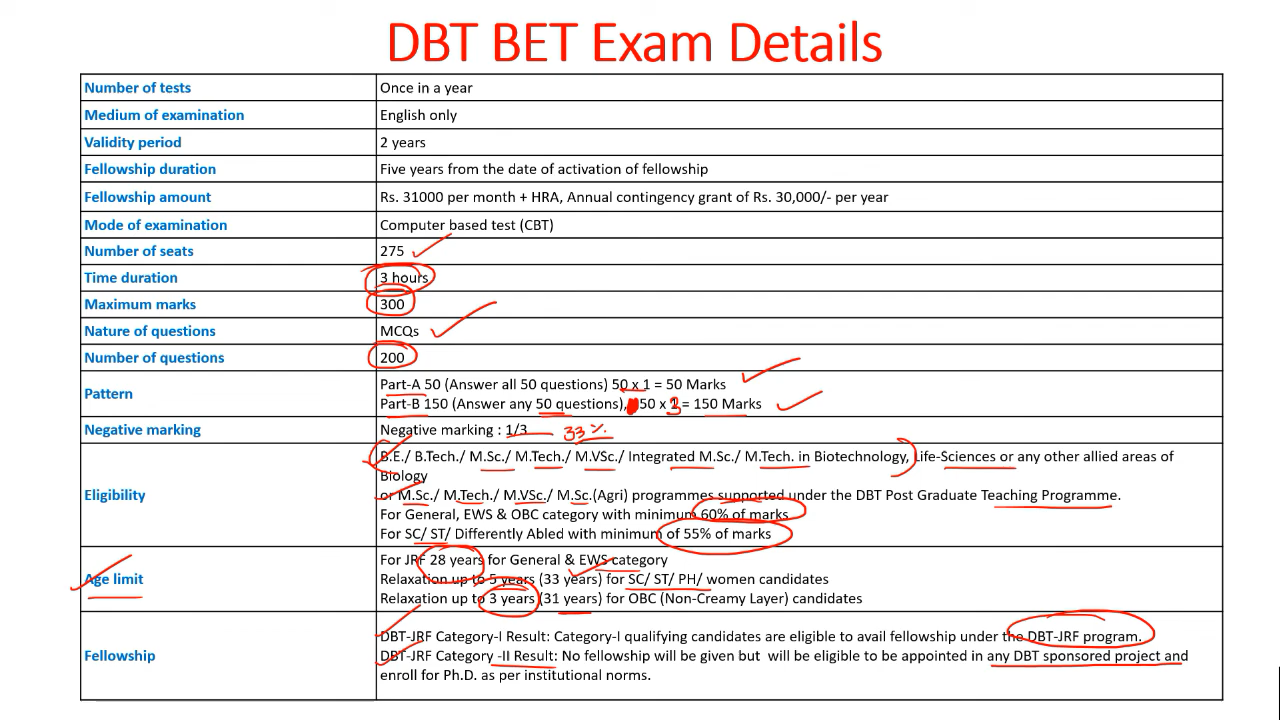 DBT BET Exam Details
Number of tests
Once in a year
Medium of examination
English only
Validity period
2 years
Fellowship duration
Five years from the date of activation of fellowship
Fellowship amount
Rs. 31000 per month + HRA, Annual contingency grant of Rs. 30,000/- per year
Mode of examination
Computer based test (CBT)
Number of seats
275
Time duration
3 hours
Maximum marks
300
Nature of questions
MCQs
Number of questions
200
Pattern
Part-A 50 (Answer all 50 questions) 50 x 1 = 50 Marks
Part-B 150 (Answer any 50 questions), 50 x 3 = 150 Marks
Negative marking
Negative marking : 1/3 33 %
Eligibility
B.E./ B.Tech./ M.Sc./ M.Tech./ M.VSc./ Integrated M.Sc./ M.Tech. in Biotechnology, Life-Sciences or any other allied areas of
Biology
or M.Sc./ M.Tech./ M.VSc./ M.Sc.(Agri) programmes supported under the DBT Post Graduate Teaching Programme.
For General, EWS & OBC category with minimum 60% of marks
For SC/ ST/ Differently Abled with minimum of 55% of marks
Age limit
For JRF 28 years for General & EWS category
Relaxation up to 5 years (33 years) for SC/ ST/ PH/ women candidates
Relaxation up to 3 years (31 years) for OBC (Non-Creamy Layer) candidates
Fellowship
DBT-JRF Category-I Result: Category-I qualifying candidates are eligible to avail fellowship under the DBT-JRF program.
DBT-JRF Category -II Result: No fellowship will be given but will be eligible to be appointed in any DBT sponsored project and
enroll for Ph.D. as per institutional norms.